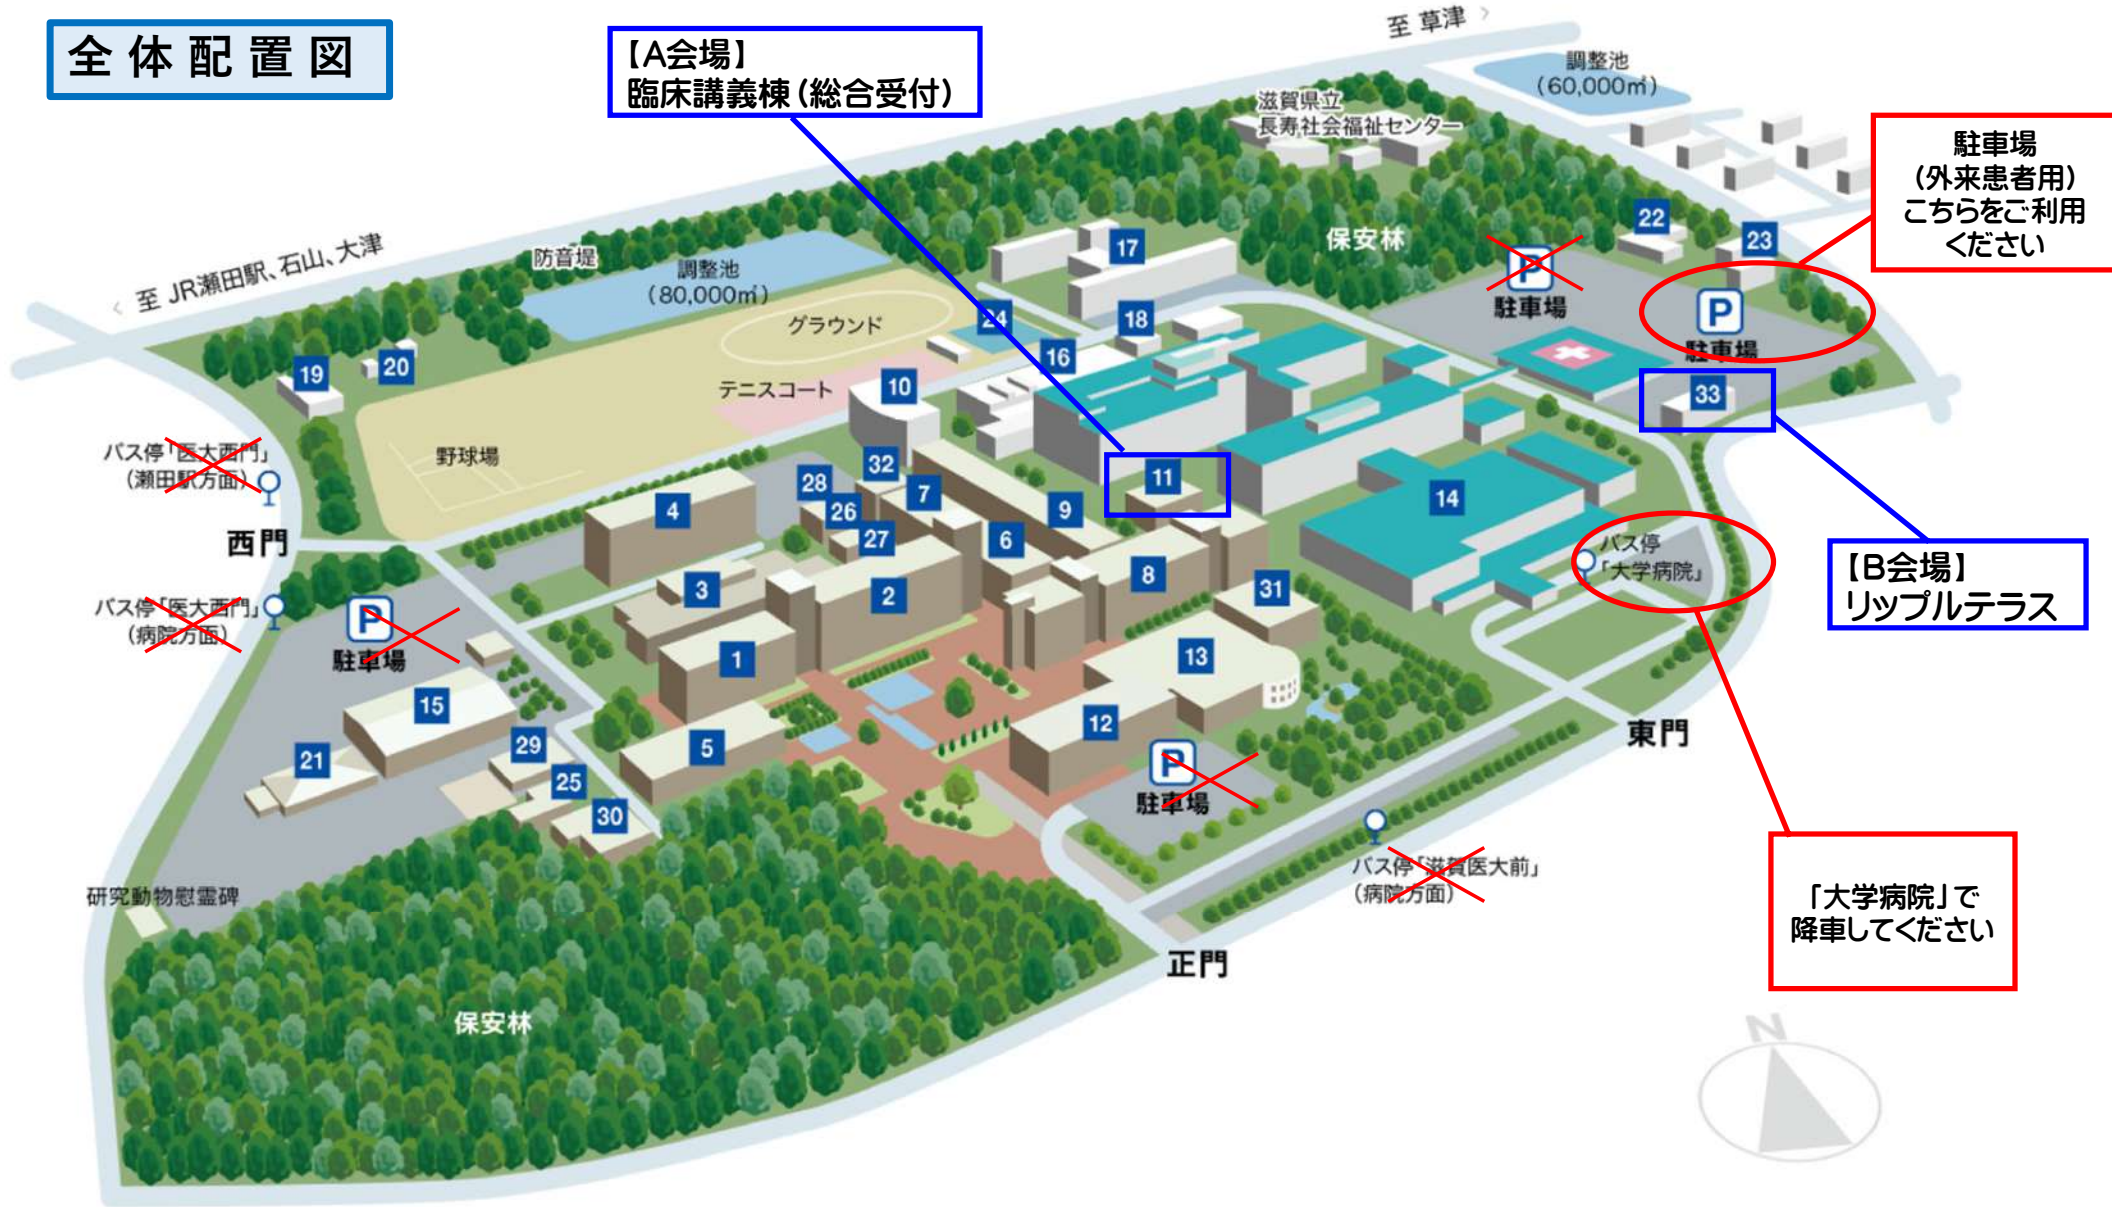 全体配置図
【A会場】
臨床講義棟(総合受付)
至 草津 >
調整池
(60,000㎡)
滋賀県立
長寿社会福祉センター
駐車場
(外来患者用)
こちらをご利用
ください
< 至 JR瀬田駅、石山、大津
防音堤
調整池
(80,000㎡)
保安林
17
22
23
P
駐車場
P
駐車場
グラウンド
24
18
16
19
20
テニスコート
10
33
バス停「医大西門」
(瀬田駅方面)
野球場
32
28
7
11
4
26
9
14
西門
27
6
バス停
「大学病院」
【B会場】
リップルテラス
3
2
8
31
バス停「医大西門」
(病院方面)
P
駐車場
1
13
15
12
5
29
21
25
30
東門
P
駐車場
バス停「滋賀医大前」
(病院方面)
研究動物慰霊碑
「大学病院」で
降車してください
正門
保安林
N